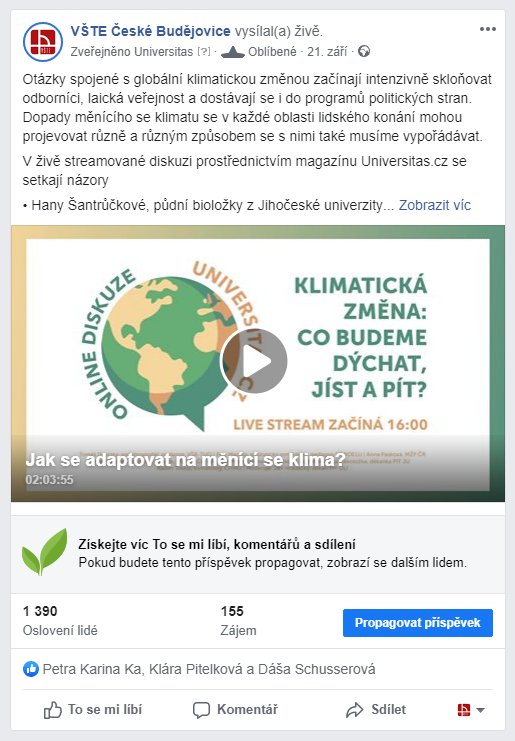 VŠTE České Budějovice vysílal(a) živě.
Zveřejněno Universitas [?] · Oblíbené · 21. září ·
Otázky spojené s globální klimatickou změnou začínají intenzivně skloňovat
odborníci, laická veřejnost a dostávají se i do programů politických stran.
Dopady měnícího se klimatu se v každé oblasti lidského konání mohou
projevovat různě a různým způsobem se s nimi také musíme vypořádávat.
V živě streamované diskuzi prostřednictvím magazínu Universitas.cz se
setkají názory
• Hany Šantrůčkové, půdní bioložky z Jihočeské univerzity... Zobrazit víc
ONLINE DISKUZE
UNIVERSIT
CZ
KLIMATICKÁ
ZMĚNA:
CO BUDEME
DÝCHAT,
JÍST A PÍT?
LIVE STREAM ZAČÍNÁ 16:00
Jak se adaptovat na měnící se klima?
02:03:55
Získejte víc To se mi líbí, komentářů a sdílení
Pokud budete tento příspěvek propagovat, zobrazí se dalším lidem.
1 390
Oslovení lidé
155
Zájem
Propagovat příspěvek
Petra Karina Ka, Klára Pitelková a Dáša Schusserová
To se mi líbí
Komentář
Sdílet